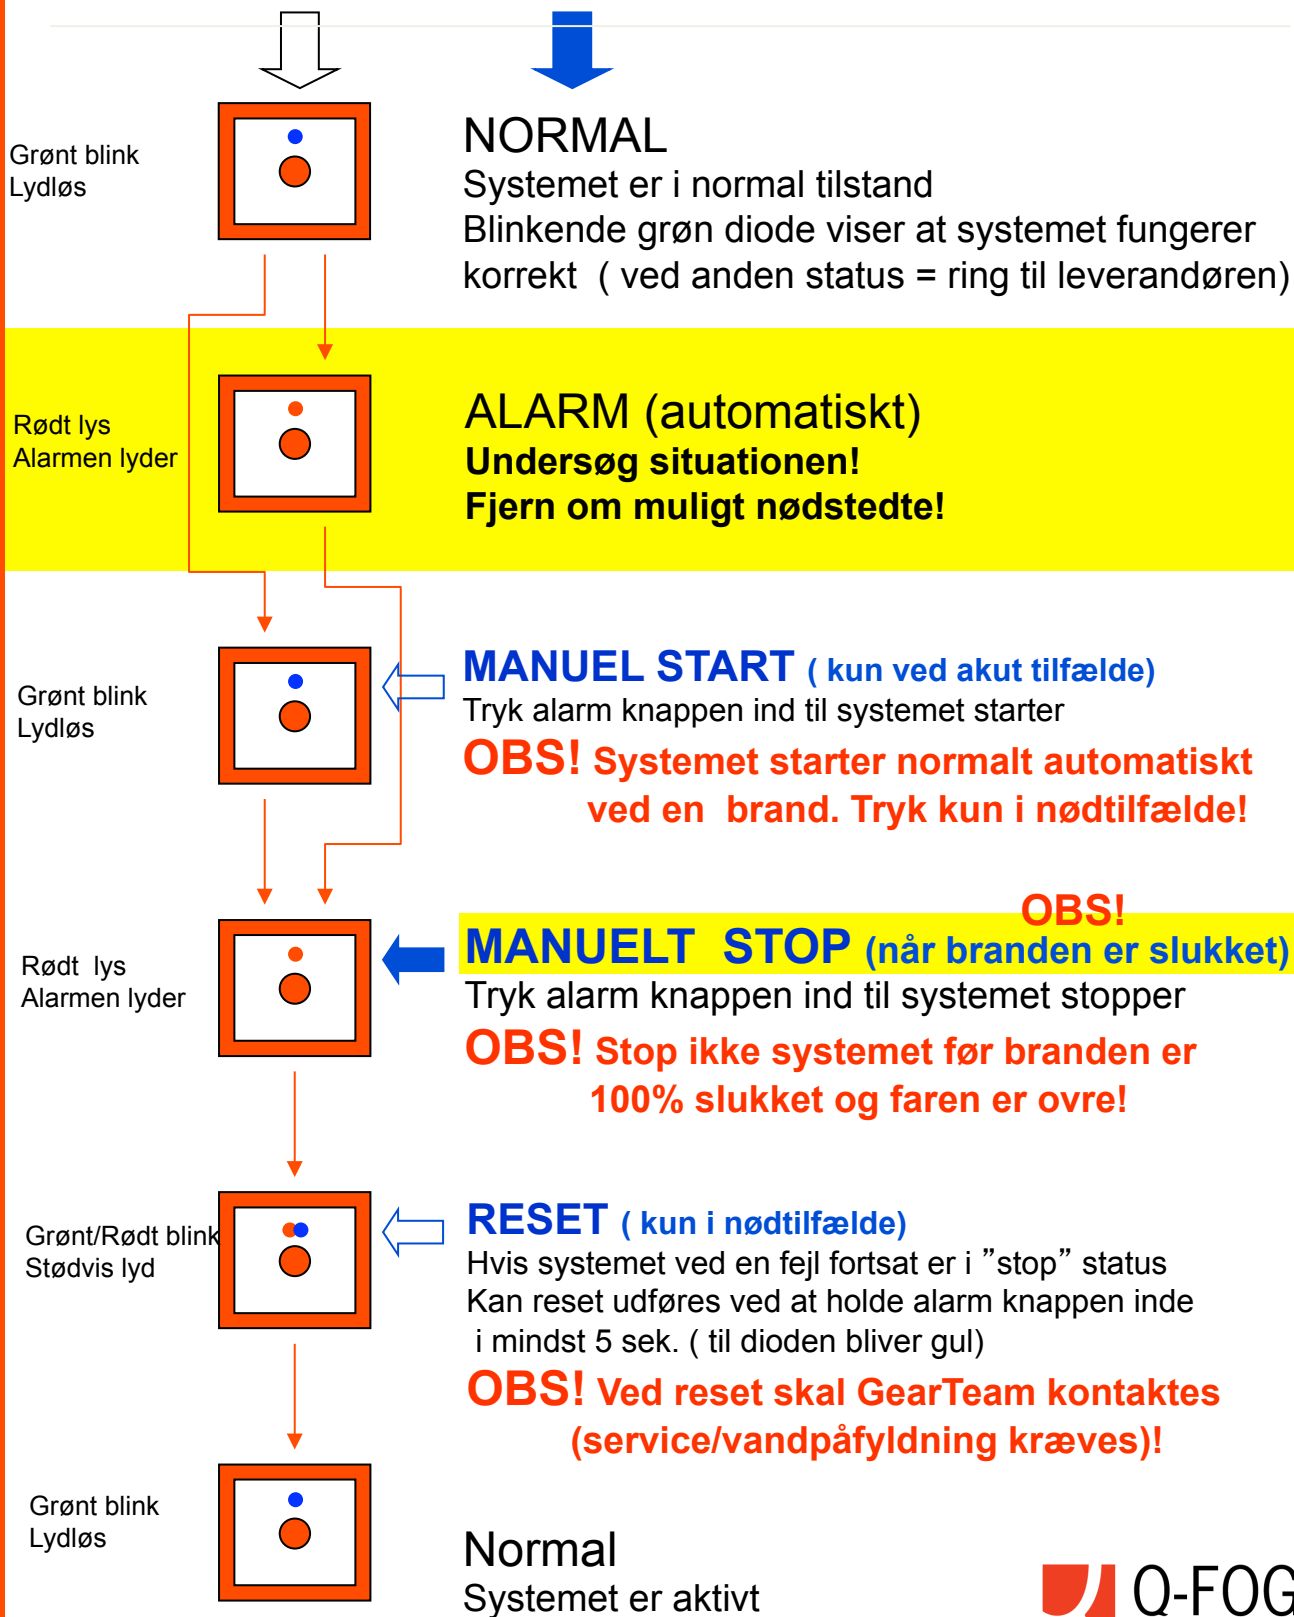 Grønt blink
Lydløs
NORMAL
Systemet er i normal tilstand
Blinkende grøn diode viser at systemet fungerer
korrekt ( ved anden status = ring til leverandøren)
Rødt lys
Alarmen lyder
ALARM (automatiskt)
Undersøg situationen!
Fjern om muligt nødstedte!
Grønt blink
Lydløs
MANUEL START ( kun ved akut tilfælde)
Tryk alarm knappen ind til systemet starter
OBS! Systemet starter normalt automatiskt
ved en brand. Tryk kun i nødtilfælde!
Rødt lys
Alarmen lyder
OBS!
MANUELT STOP (når branden er slukket)
Tryk alarm knappen ind til systemet stopper
OBS! Stop ikke systemet før branden er
100% slukket og faren er ovre!
Grønt/Rødt blink
Stødvis lyd
RESET ( kun i nødtilfælde)
Hvis systemet ved en fejl fortsat er i ”stop” status
Kan reset udføres ved at holde alarm knappen inde
i mindst 5 sek. ( til dioden bliver gul)
OBS! Ved reset skal GearTeam kontaktes
(service/vandpåfyldning kræves)!
Grønt blink
Lydløs
Normal
Systemet er aktivt
Q-FOG